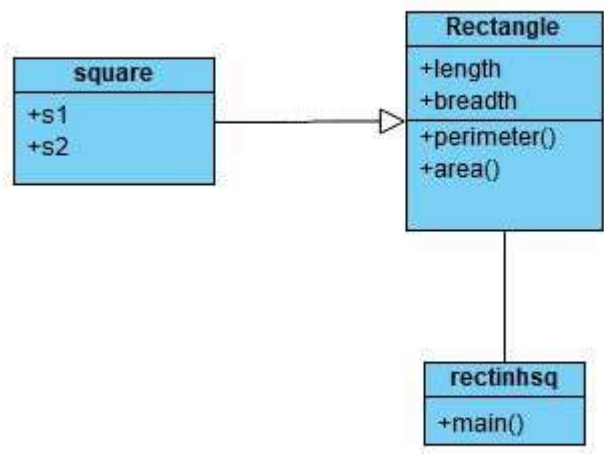 square
+s1
+s2
Rectangle
+length
+breadth
+perimeter()
+area()
rectinhsq
+main()